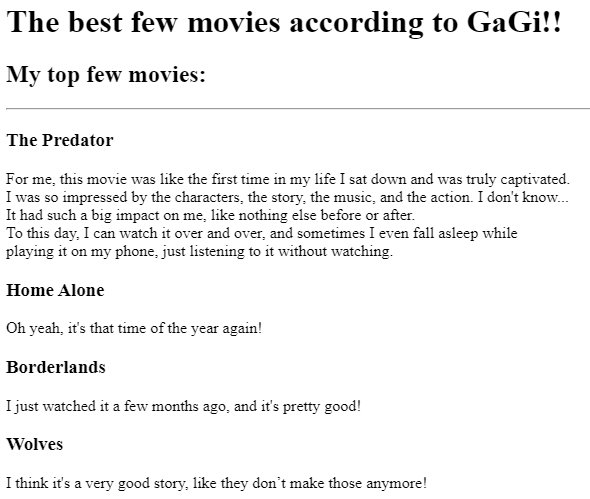 The best few movies according to GaGi!!
My top few movies:
The Predator
For me, this movie was like the first time in my life I sat down and was truly captivated.
I was so impressed by the characters, the story, the music, and the action. I don't know...
It had such a big impact on me, like nothing else before or after.
To this day, I can watch it over and over, and sometimes I even fall asleep while
playing it on my phone, just listening to it without watching.
Home Alone
Oh yeah, it's that time of the year again!
Borderlands
I just watched it a few months ago, and it's pretty good!
Wolves
I think it's a very good story, like they don’t make those anymore!